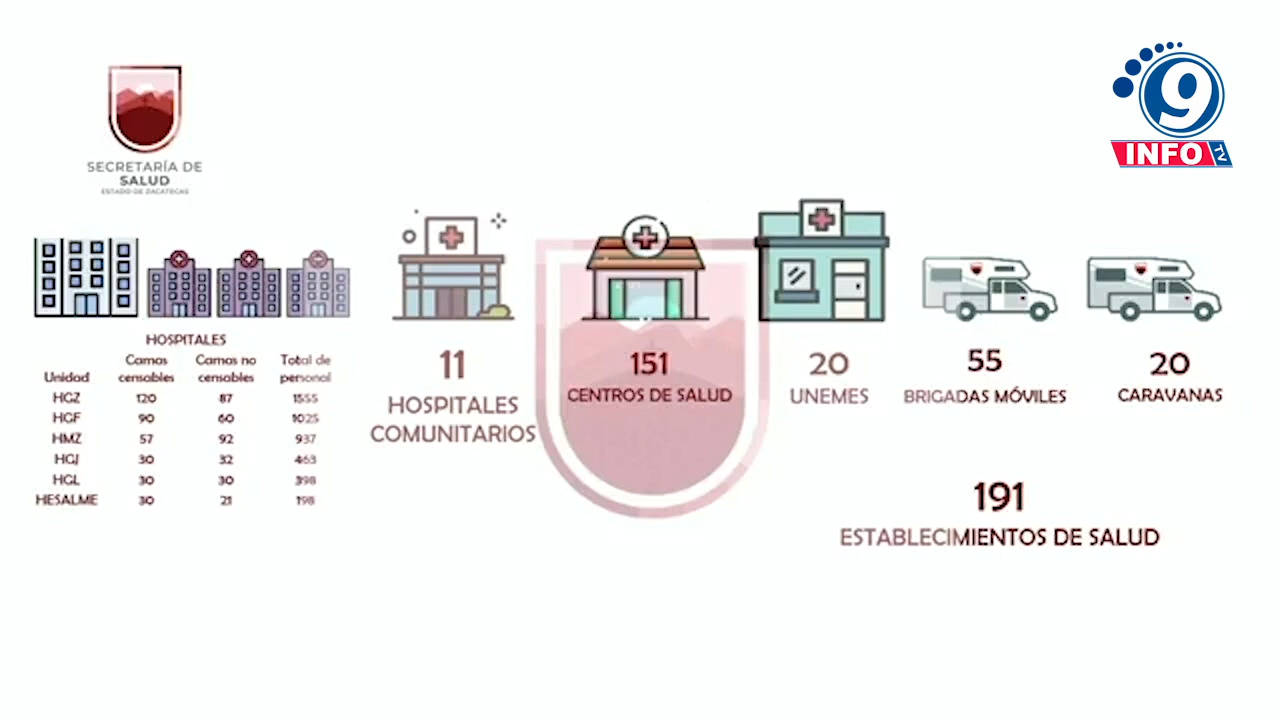 SECRETARÍA DE
SALUD
ESTADO DE ZACATECAS
9
INFO TV
HOSPITALES
Unidad Camas censables Camas no censables Total de personal
HGZ 120 87 1555
HGF 90 60 1025
HMZ 57 92 937
HGJ 30 32 463
HGL 30 30 398
HESALME 30 21 198
11
HOSPITALES
COMUNITARIOS
151
CENTROS DE SALUD
20
UNEMES
55
BRIGADAS MÓVILES
20
CARAVANAS
191
ESTABLECIMIENTOS DE SALUD